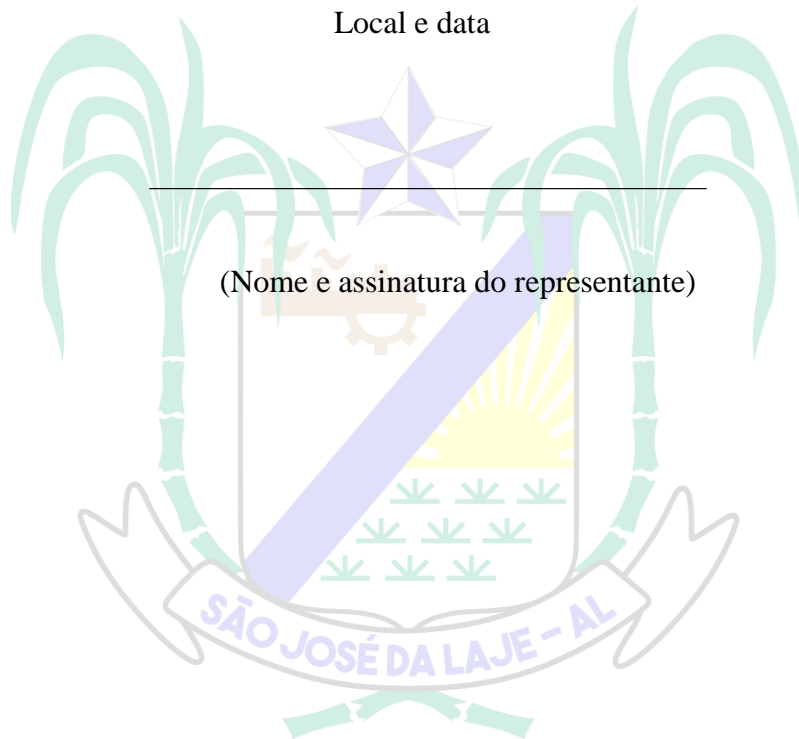 Local e data
(Nome e assinatura do representante)
SÃO JOSÉ DA LAJE - AL